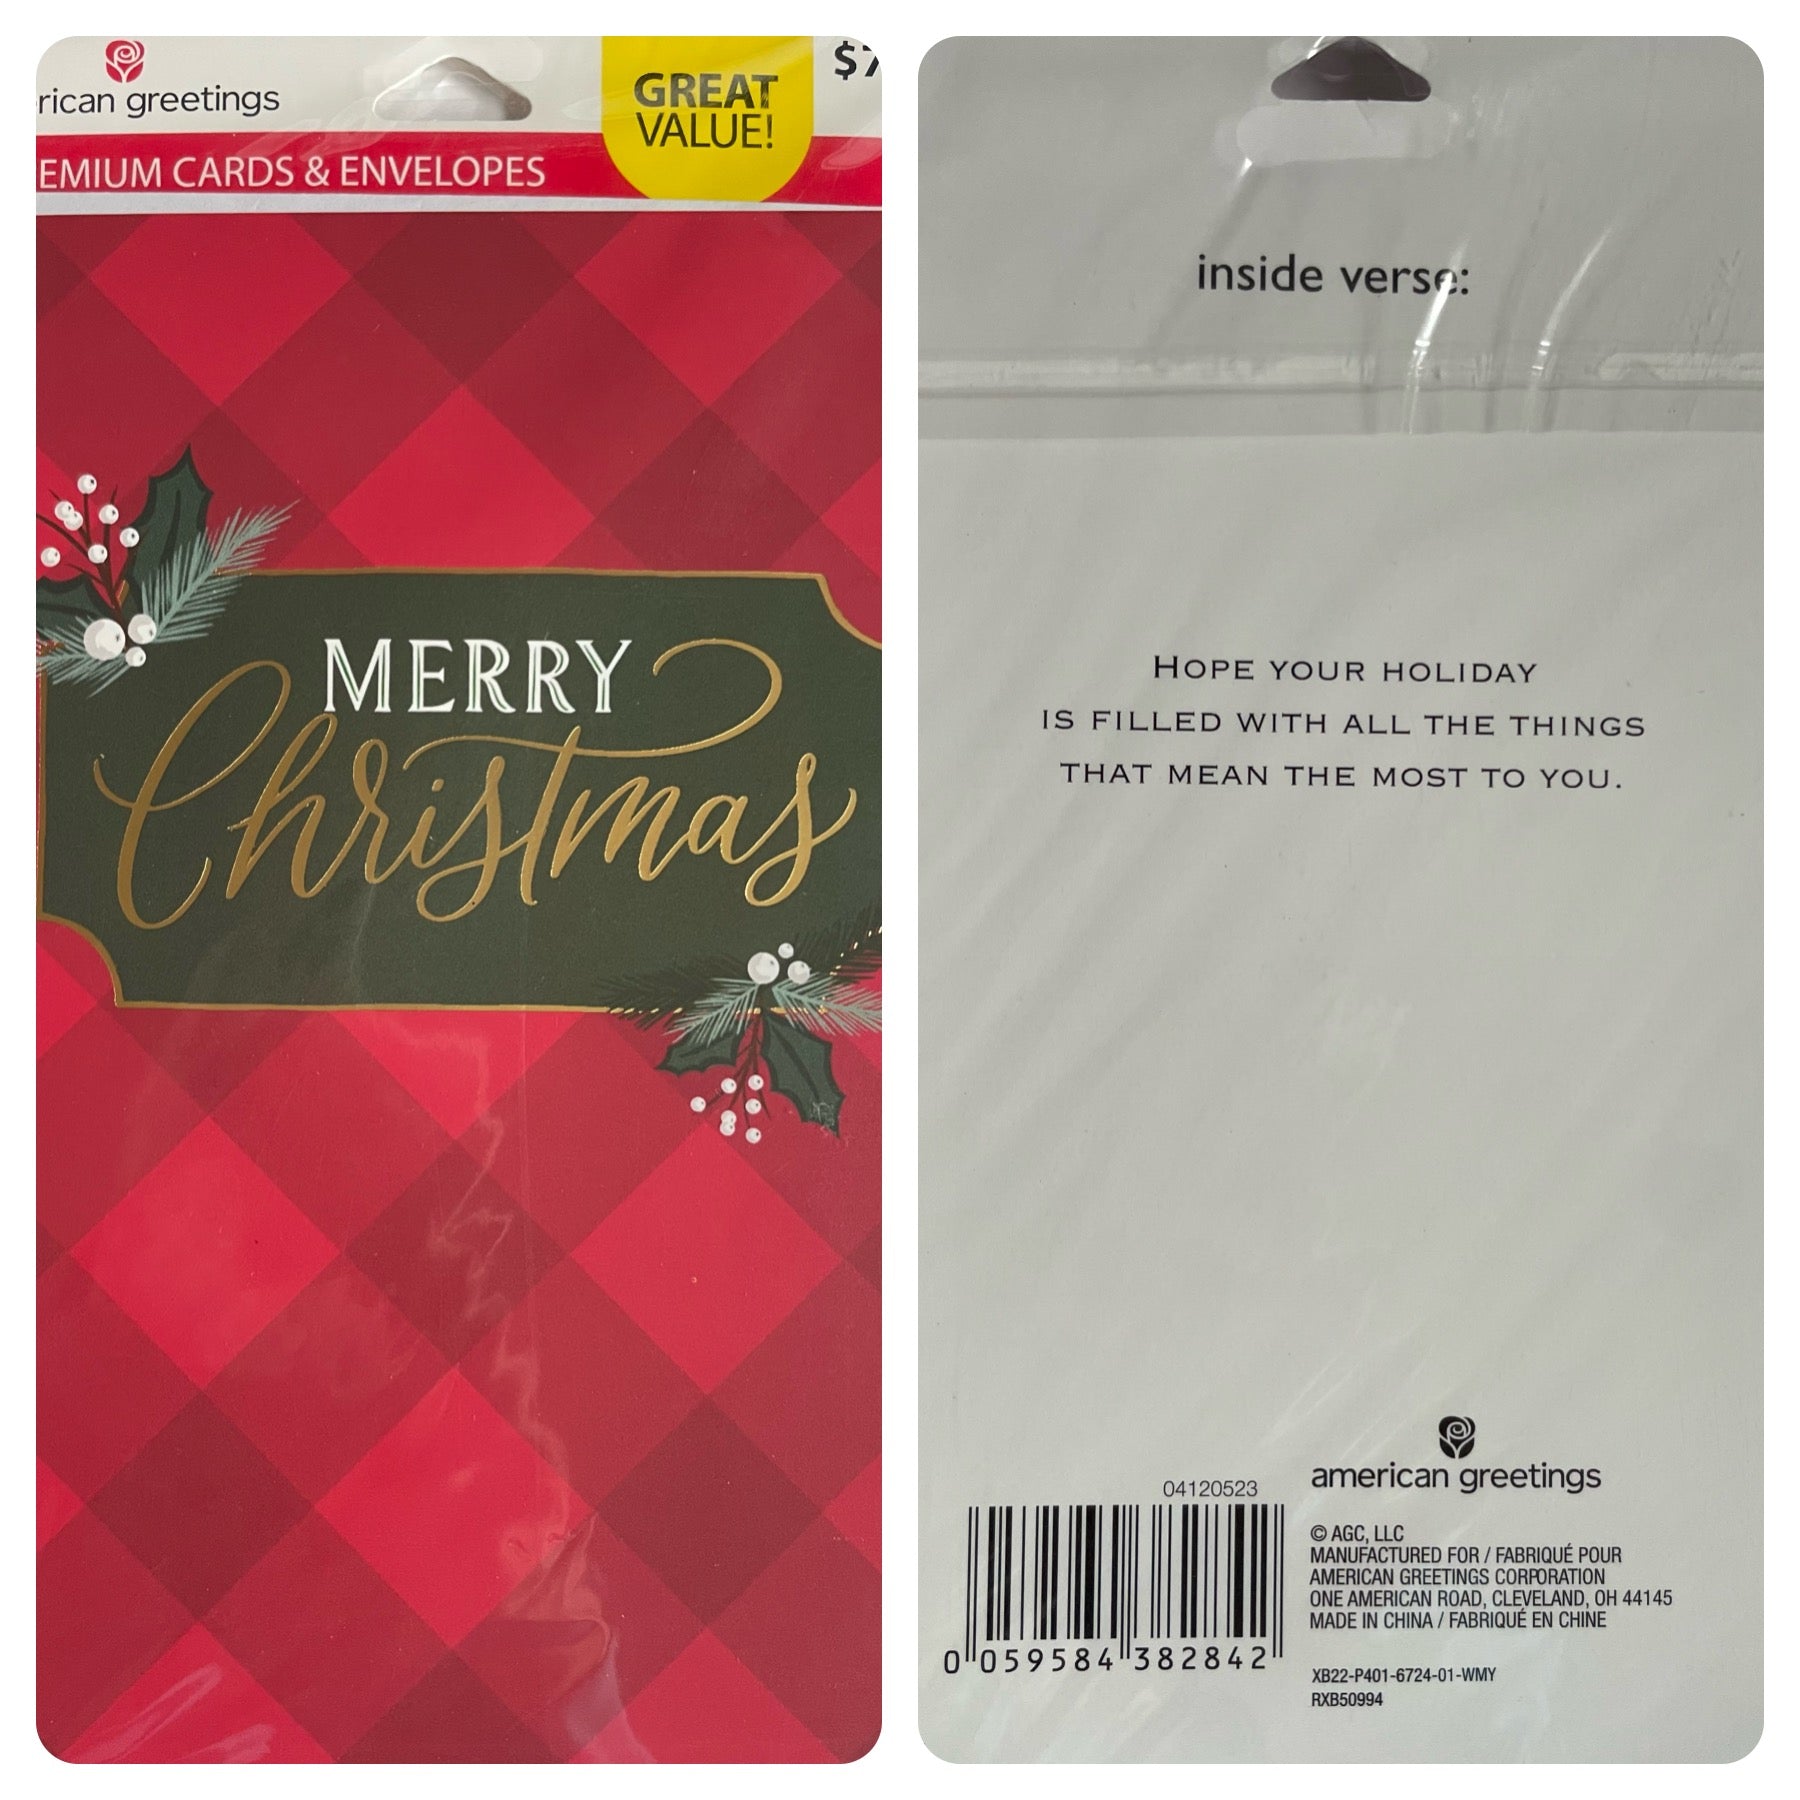 greetings
GREAT
VALUE!
CARDS & ENVELOPES
MERRY
Christmas
inside verse:
HOPE YOUR HOLIDAY
IS FILLED WITH ALL THE THINGS
THAT MEAN THE MOST TO YOU.
american greetings
04120523
© AGC, LLC
MANUFACTURED FOR / FABRIQUÉ POUR
AMERICAN GREETINGS CORPORATION
ONE AMERICAN ROAD, CLEVELAND, OH 44145
MADE IN CHINA / FABRIQUÉ EN CHINE
0 059584 382842
XB22-P401-6724-01-WMY
RXB50994